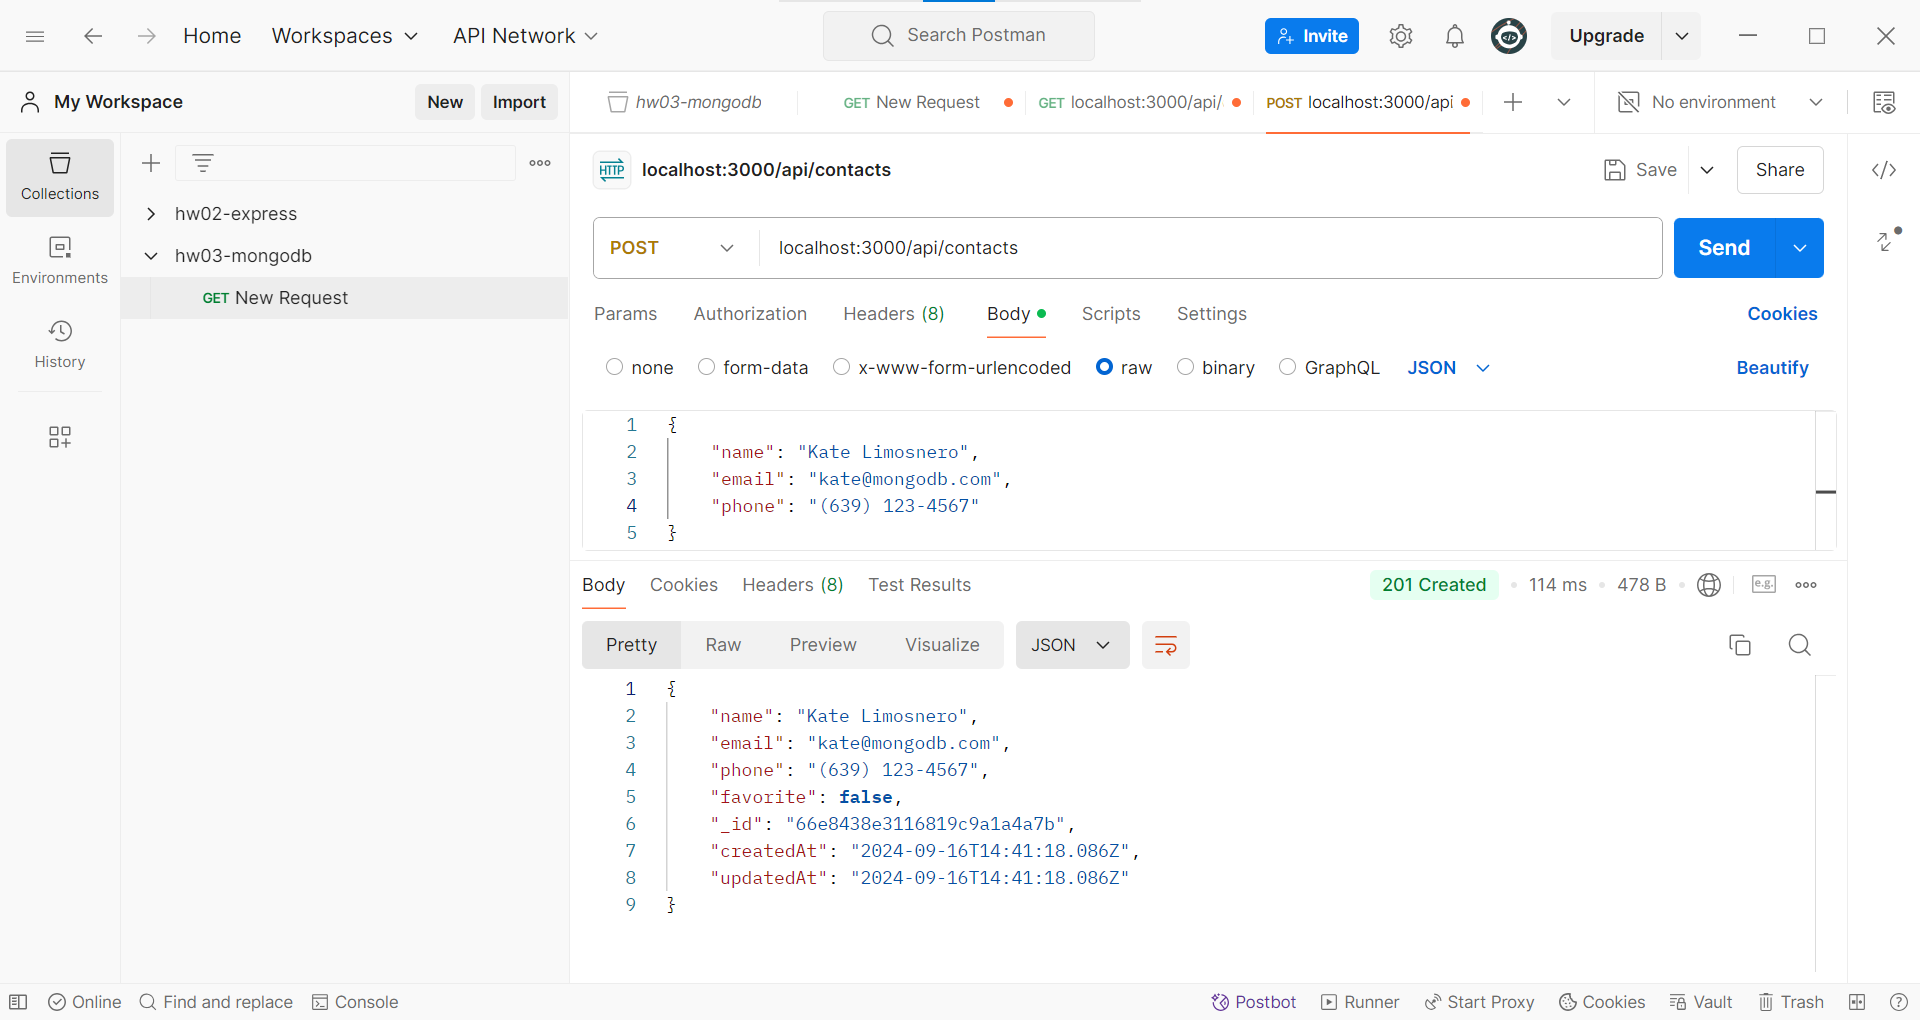 Home Workspaces API Network Search Postman Invite Upgrade
My Workspace New Import hw03-mongodb GET New Request GET localhost:3000/api/ POST localhost:3000/api No environment
Collections
Environments
History
hw02-express
hw03-mongodb
GET New Request
HTTP localhost:3000/api/contacts Save Share
POST localhost:3000/api/contacts Send
Params Authorization Headers (8) Body Scripts Settings Cookies
none form-data x-www-form-urlencoded raw binary GraphQL JSON Beautify
1 {
2 "name": "Kate Limosnero",
3 "email": "kate@mongodb.com",
4 "phone": "(639) 123-4567"
5 }
Body Cookies Headers (8) Test Results 201 Created 114 ms 478 B e.g.
Pretty Raw Preview Visualize JSON
1 {
2 "name": "Kate Limosnero",
3 "email": "kate@mongodb.com",
4 "phone": "(639) 123-4567",
5 "favorite": false,
6 "_id": "66e8438e3116819c9a1a4a7b",
7 "createdAt": "2024-09-16T14:41:18.086Z",
8 "updatedAt": "2024-09-16T14:41:18.086Z"
9 }
Online Find and replace Console Postbot Runner Start Proxy Cookies Vault Trash